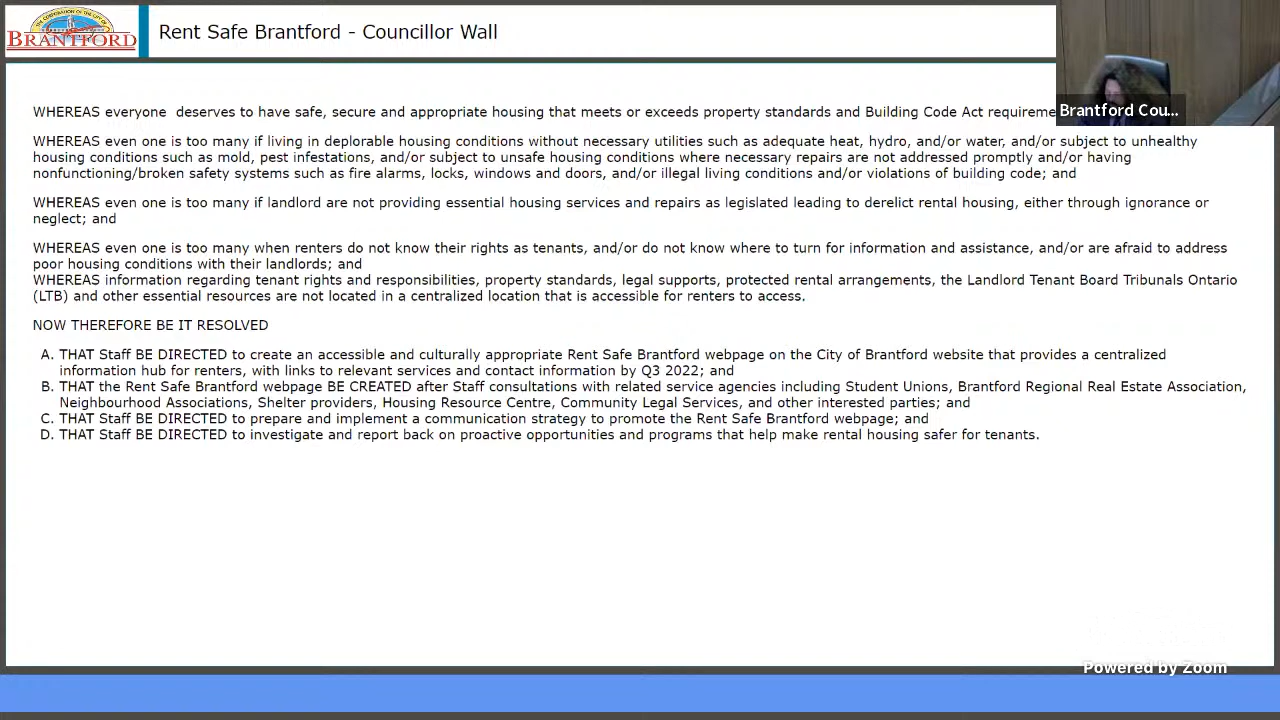 THE CORPORATION OF THE CITY OF
BRANTFORD
Rent Safe Brantford - Councillor Wall
Brantford Cou...
WHEREAS everyone  deserves to have safe, secure and appropriate housing that meets or exceeds property standards and Building Code Act
WHEREAS even one is too many if living in deplorable housing conditions without necessary utilities such as adequate heat, hydro, and/or water, and/or subject to unhealthy
housing conditions such as mold, pest infestations, and/or subject to unsafe housing conditions where necessary repairs are not addressed promptly and/or having
nonfunctioning/broken safety systems such as fire alarms, locks, windows and doors, and/or illegal living conditions and/or violations of building code; and
WHEREAS even one is too many if landlord are not providing essential housing services and repairs as legislated leading to derelict rental housing, either through ignorance or
neglect; and
WHEREAS even one is too many when renters do not know their rights as tenants, and/or do not know where to turn for information and assistance, and/or are afraid to address
poor housing conditions with their landlords; and
WHEREAS information regarding tenant rights and responsibilities, property standards, legal supports, protected rental arrangements, the Landlord Tenant Board Tribunals Ontario
(LTB) and other essential resources are not located in a centralized location that is accessible for renters to access.
NOW THEREFORE BE IT RESOLVED
A. THAT Staff BE DIRECTED to create an accessible and culturally appropriate Rent Safe Brantford webpage on the City of Brantford website that provides a centralized
information hub for renters, with links to relevant services and contact information by Q3 2022; and
B. THAT the Rent Safe Brantford webpage BE CREATED after Staff consultations with related service agencies including Student Unions, Brantford Regional Real Estate Association,
Neighbourhood Associations, Shelter providers, Housing Resource Centre, Community Legal Services, and other interested parties; and
C. THAT Staff BE DIRECTED to prepare and implement a communication strategy to promote the Rent Safe Brantford webpage; and
D. THAT Staff BE DIRECTED to investigate and report back on proactive opportunities and programs that help make rental housing safer for tenants.
Powered by Zoom